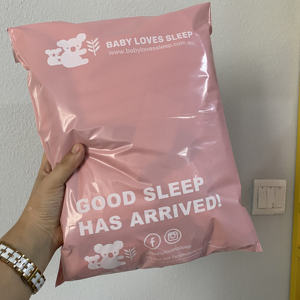 BABY LOVES SLEEP
www.babylovessleep.com.au
GOOD SLEEP
HAS ARRIVED!